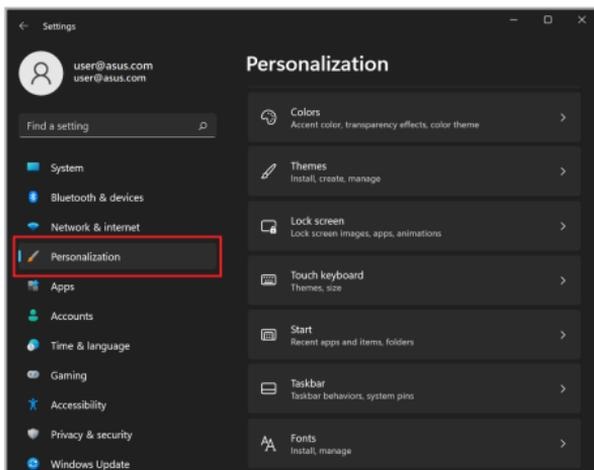 Settings
user@asus.com
user@asus.com
Find a setting
System
Bluetooth & devices
Network & internet
Personalization
Apps
Accounts
Time & language
Gaming
Accessibility
Privacy & security
Windows Update
Personalization
Colors
Accent color, transparency effects, color theme
Themes
Install, create, manage
Lock screen
Lock screen images, apps, animations
Touch keyboard
Themes, size
Start
Recent apps and items, folders
Taskbar
Taskbar behaviors, system pins
Fonts
Install, manage